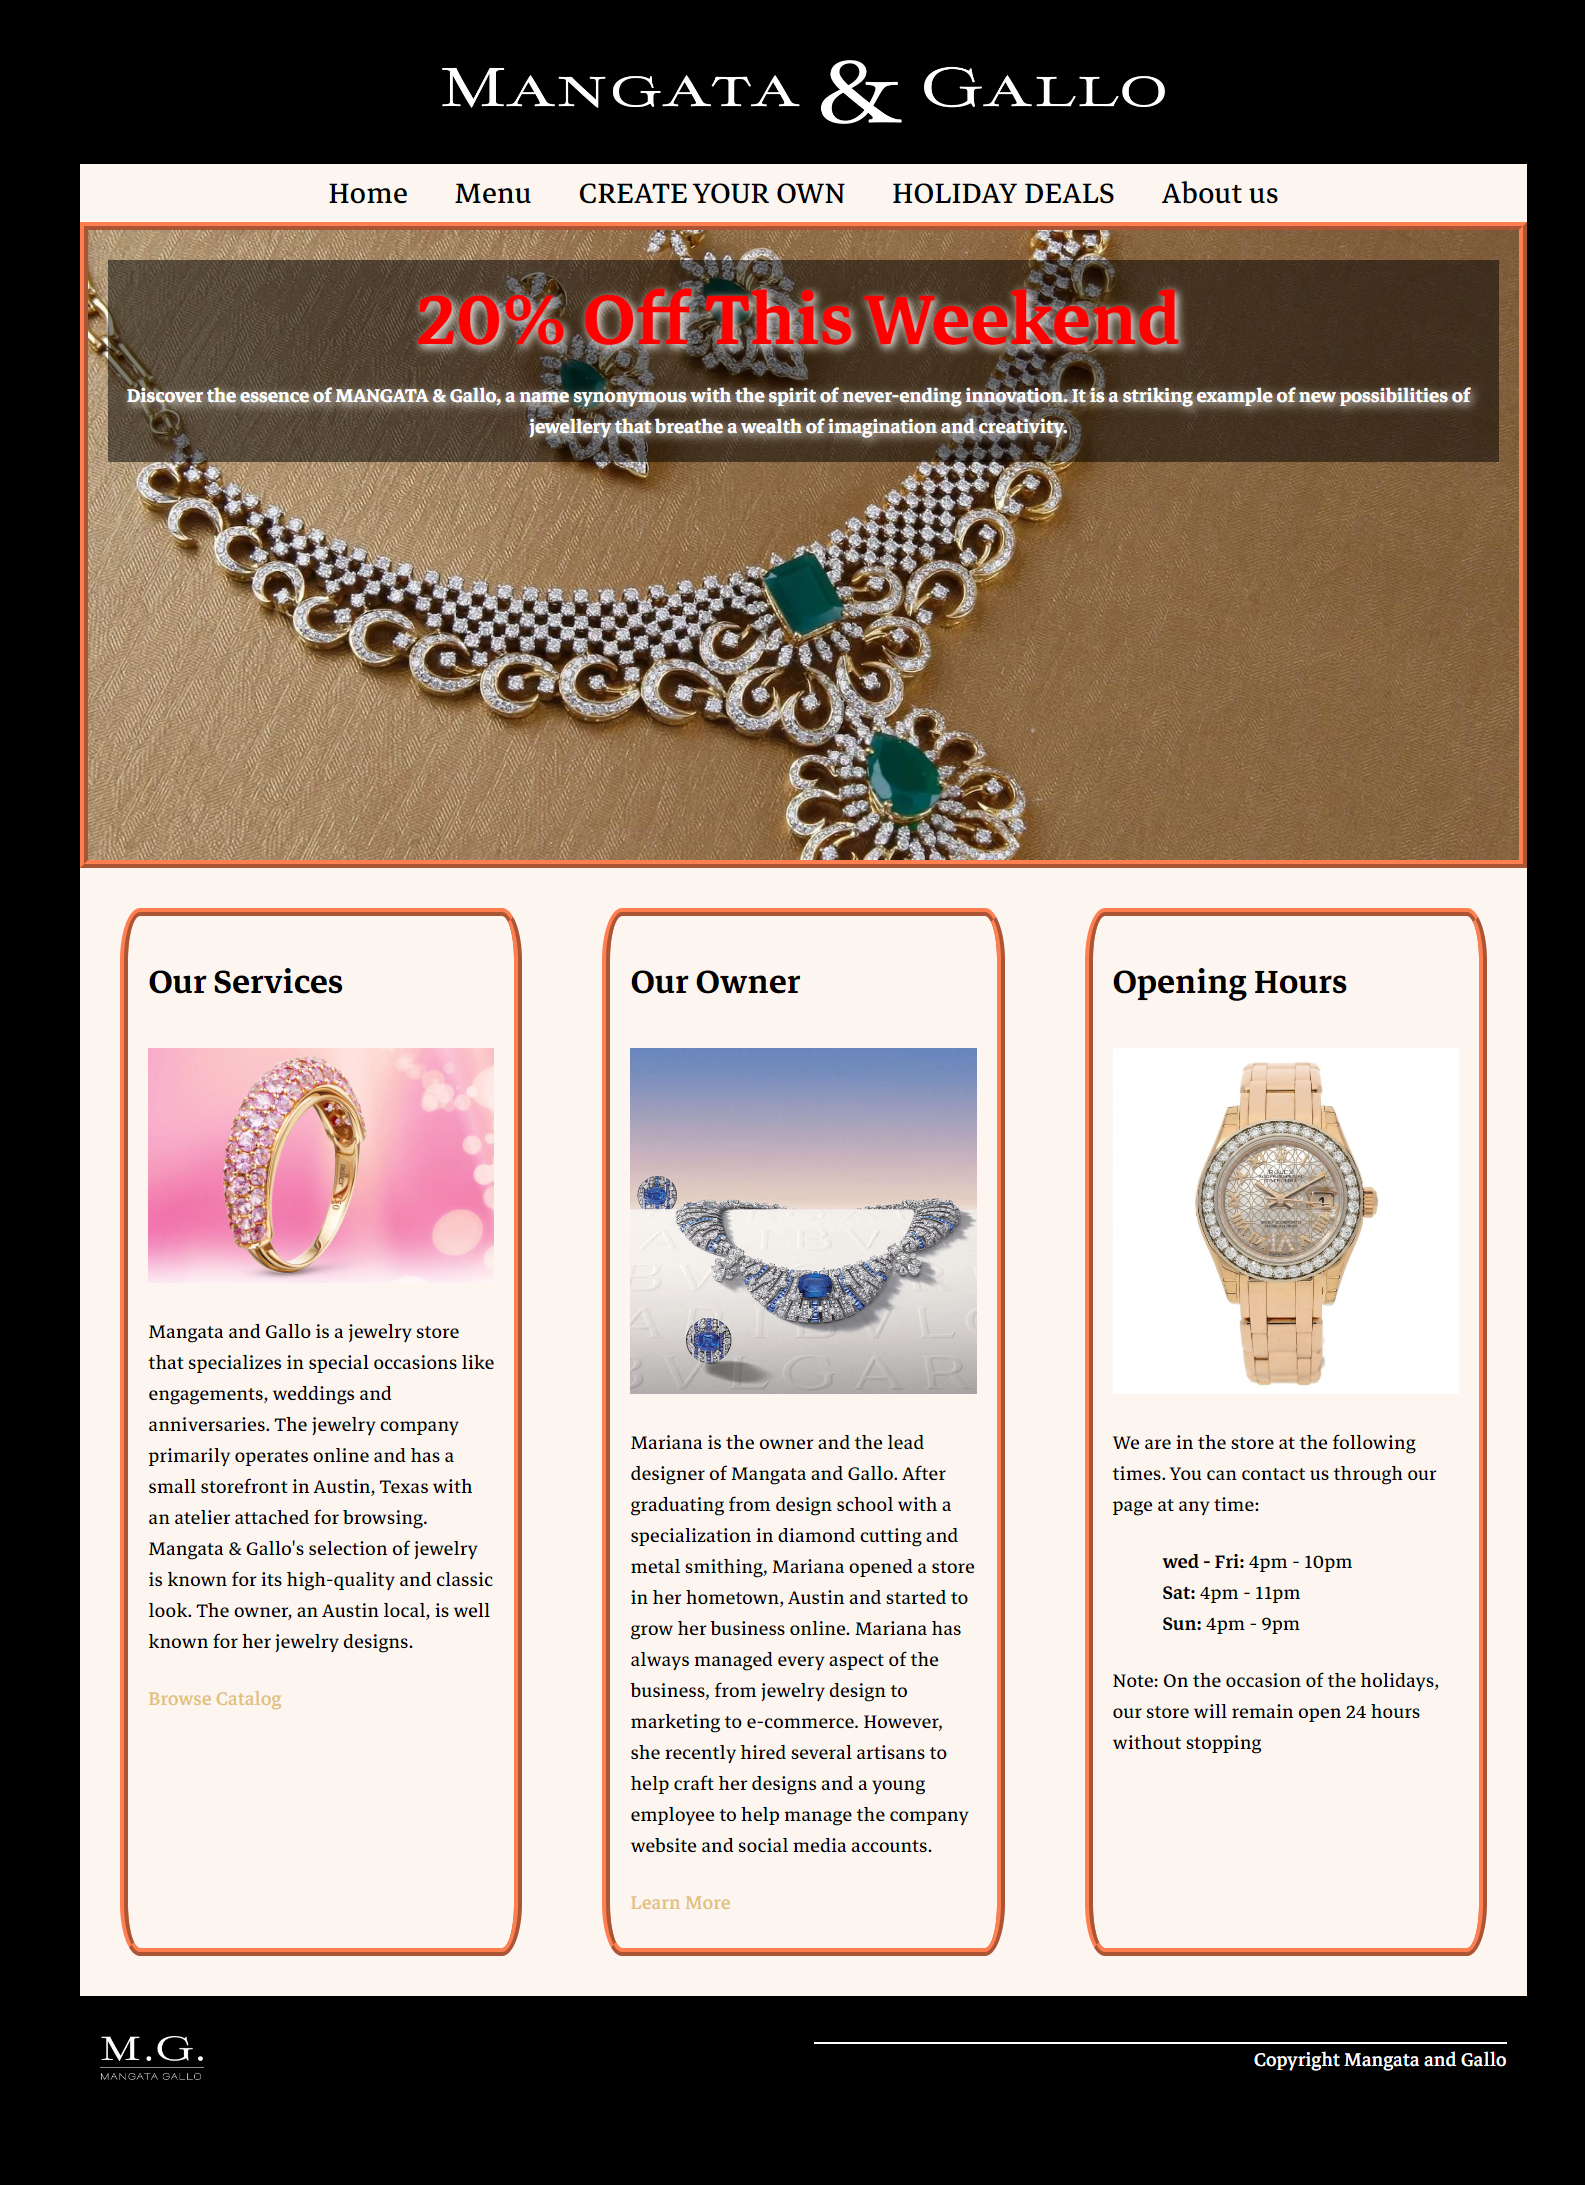 MANGATA & GALLO
Home Menu CREATE YOUR OWN HOLIDAY DEALS About us
20% Off This Weekend
Discover the essence of MANGATA & Gallo, a name synonymous with the spirit of never-ending innovation. It is a striking example of new possibilities of
jewellery that breathe a wealth of imagination and creativity.
Our Services
Mangata and Gallo is a jewelry store
that specializes in special occasions like
engagements, weddings and
anniversaries. The jewelry company
primarily operates online and has a
small storefront in Austin, Texas with
an atelier attached for browsing.
Mangata & Gallo's selection of jewelry
is known for its high-quality and classic
look. The owner, an Austin local, is well
known for her jewelry designs.
Browse Catalog
Our Owner
Mariana is the owner and the lead
designer of Mangata and Gallo. After
graduating from design school with a
specialization in diamond cutting and
metal smithing, Mariana opened a store
in her hometown, Austin and started to
grow her business online. Mariana has
always managed every aspect of the
business, from jewelry design to
marketing to e-commerce. However,
she recently hired several artisans to
help craft her designs and a young
employee to help manage the company
website and social media accounts.
Learn More
Opening Hours
We are in the store at the following
times. You can contact us through our
page at any time:
wed - Fri: 4pm - 10pm
Sat: 4pm - 11pm
Sun: 4pm - 9pm
Note: On the occasion of the holidays,
our store will remain open 24 hours
without stopping
M.G.
MANGATA GALLO
Copyright Mangata and Gallo